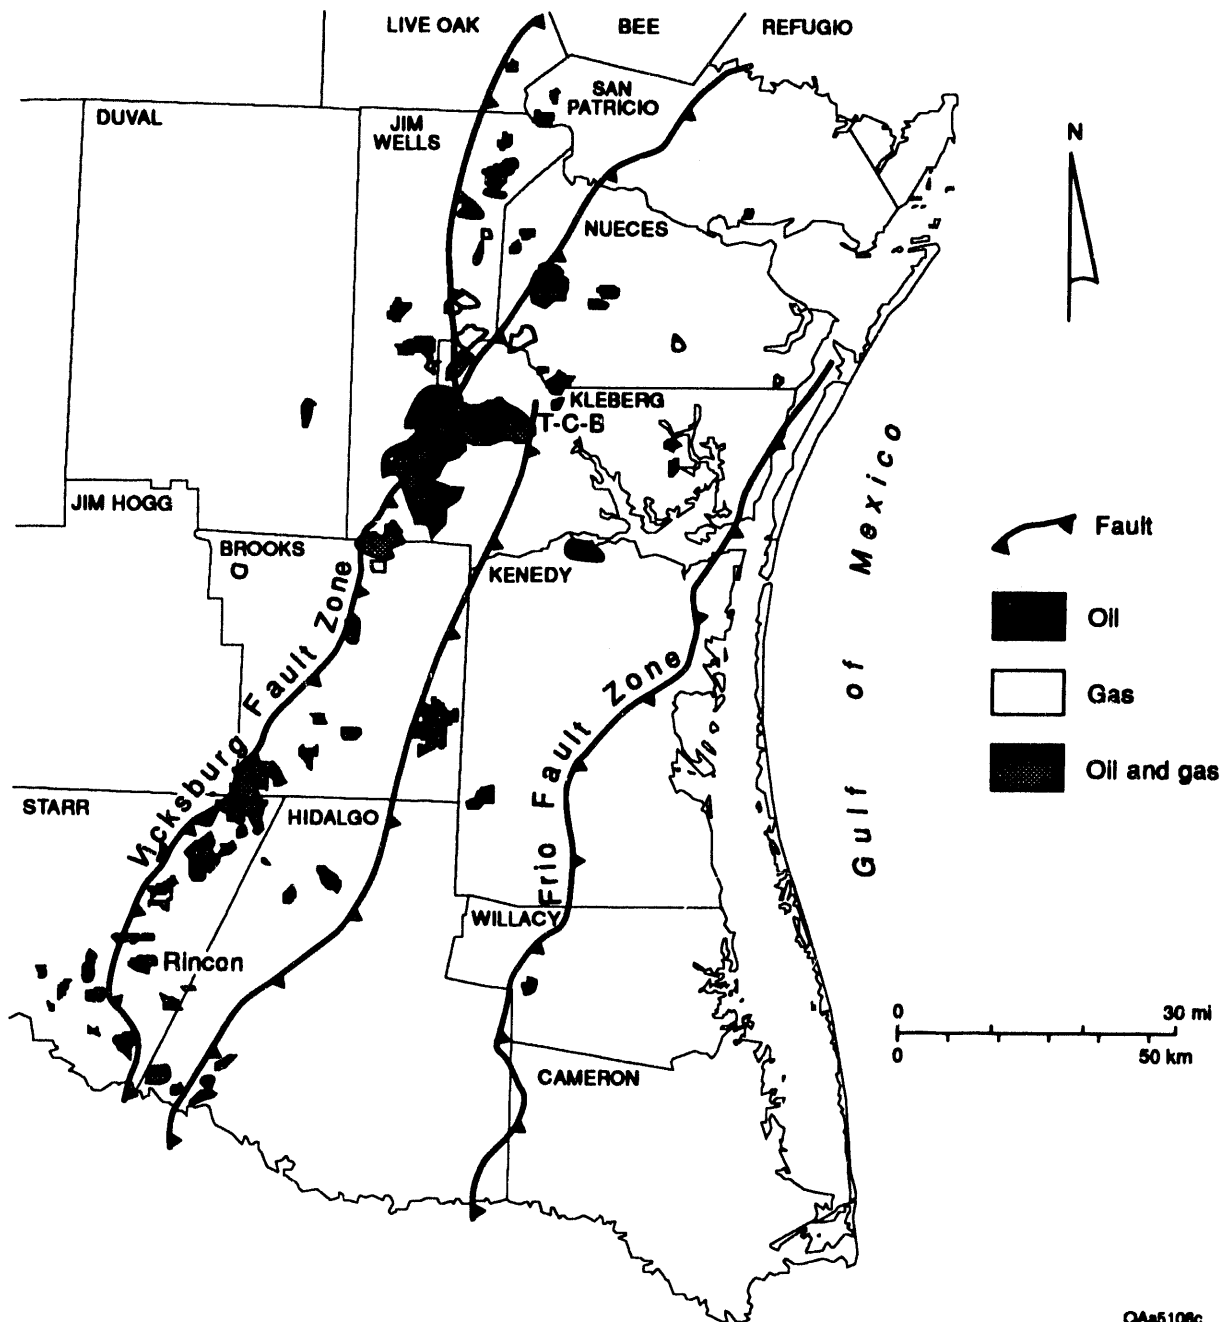 LIVE OAK
BEE
REFUGIO
SAN
PATRICIO
DUVAL
JIM
WELLS
N
NUECES
KLEBERG
T-C-B
JIM HOGG
BROOKS
KENEDY
Vicksburg Fault Zone
Frio Fault Zone
Gulf of Mexico
Fault
Oil
Gas
Oil and gas
STARR
HIDALGO
WILLACY
Rincon
0 30 mi
0 50 km
CAMERON
QAa5106c